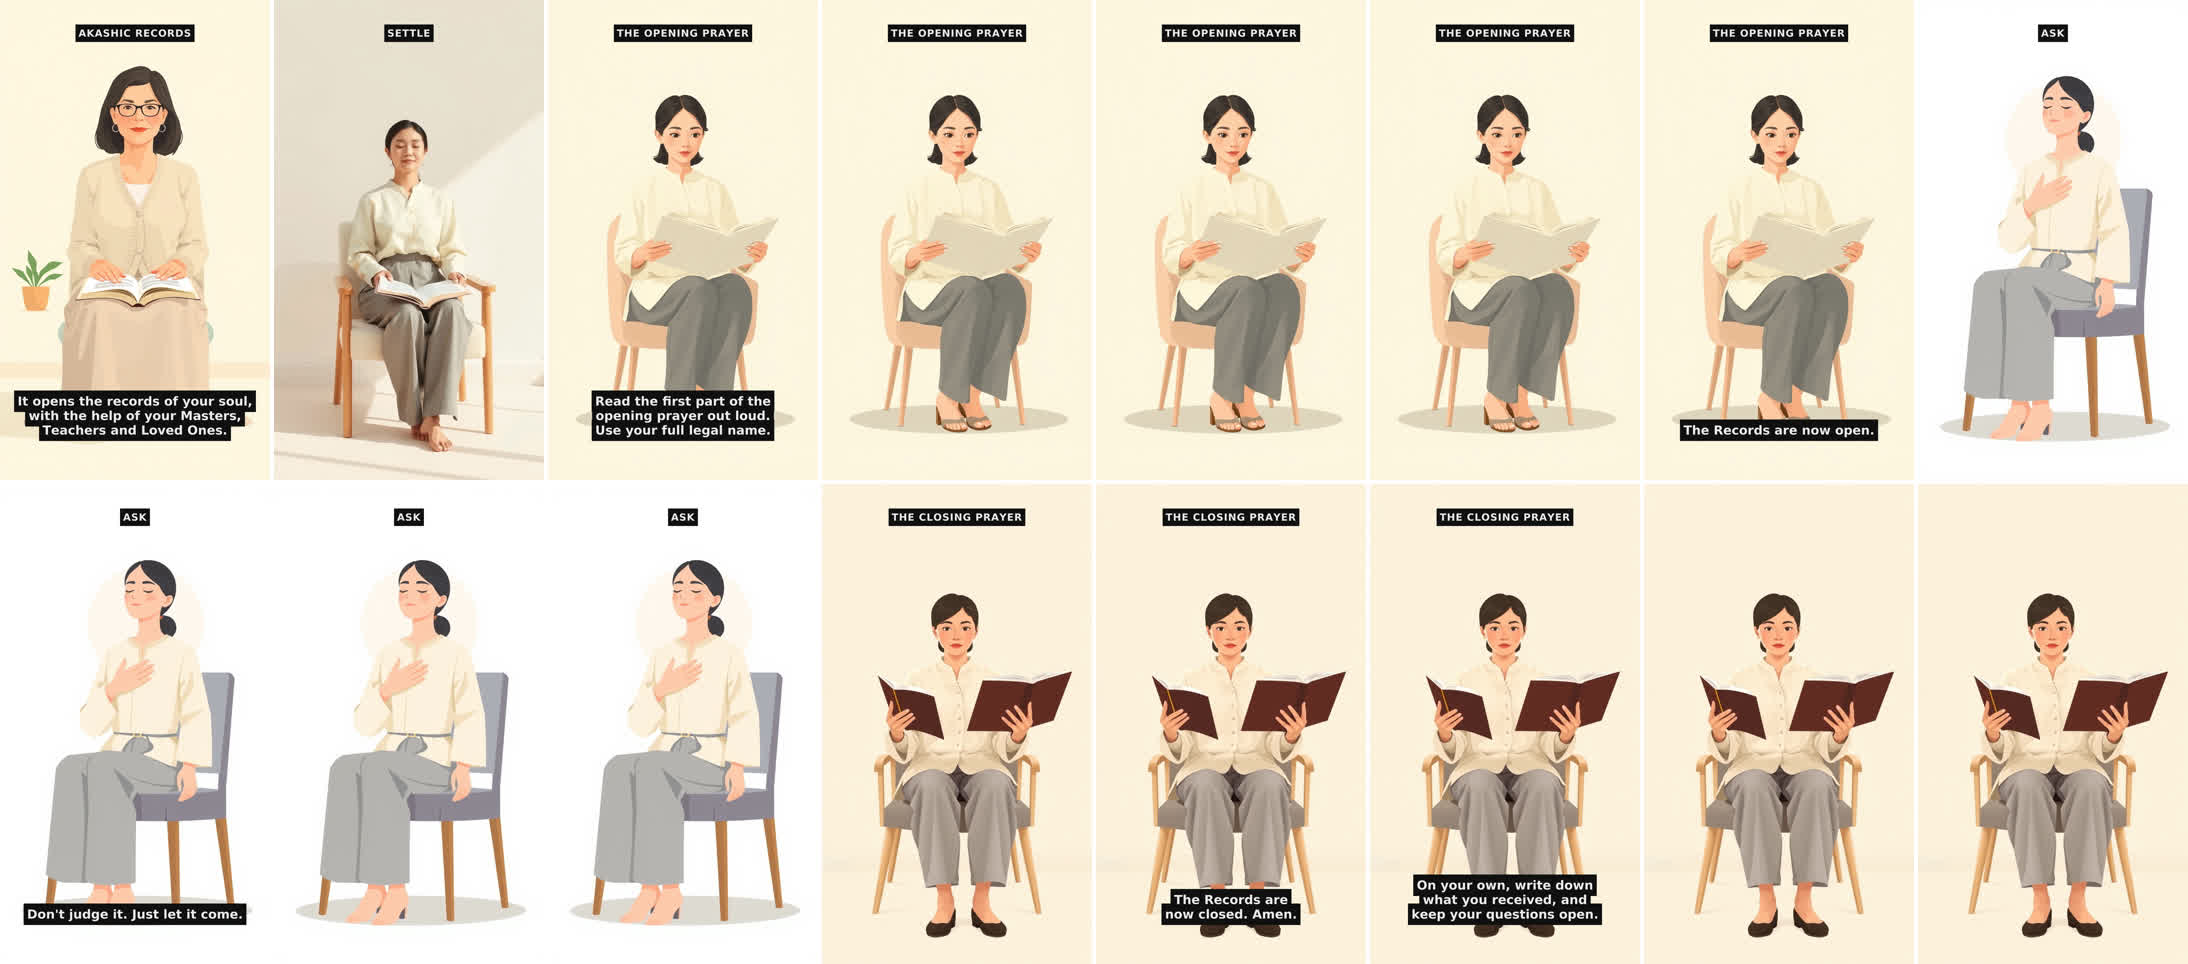 AKASHIC RECORDS
It opens the records of your soul,
with the help of your Masters,
Teachers and Loved Ones.
SETTLE
THE OPENING PRAYER
Read the first part of the
opening prayer out loud.
Use your full legal name.
THE OPENING PRAYER
THE OPENING PRAYER
THE OPENING PRAYER
THE OPENING PRAYER
The Records are now open.
ASK
ASK
Don't judge it. Just let it come.
ASK
ASK
THE CLOSING PRAYER
THE CLOSING PRAYER
The Records are
now closed. Amen.
THE CLOSING PRAYER
On your own, write down
what you received, and
keep your questions open.